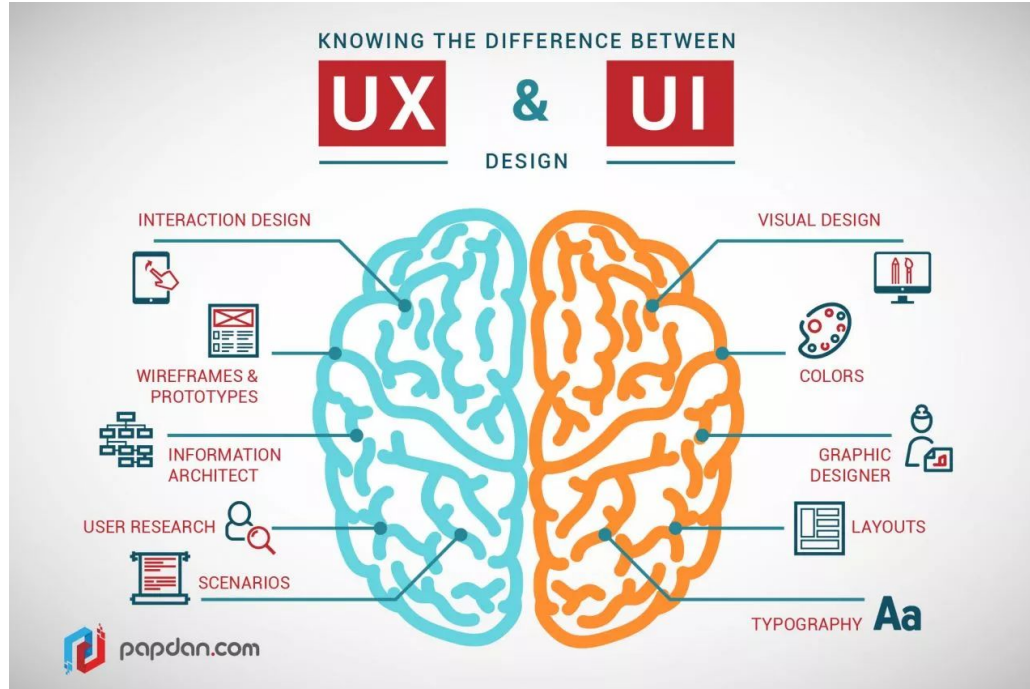 KNOWING THE DIFFERENCE BETWEEN
UX & UI
DESIGN
INTERACTION DESIGN
WIREFRAMES &
PROTOTYPES
INFORMATION
ARCHITECT
USER RESEARCH
SCENARIOS
VISUAL DESIGN
COLORS
GRAPHIC
DESIGNER
LAYOUTS
TYPOGRAPHY Aa
papdan.com